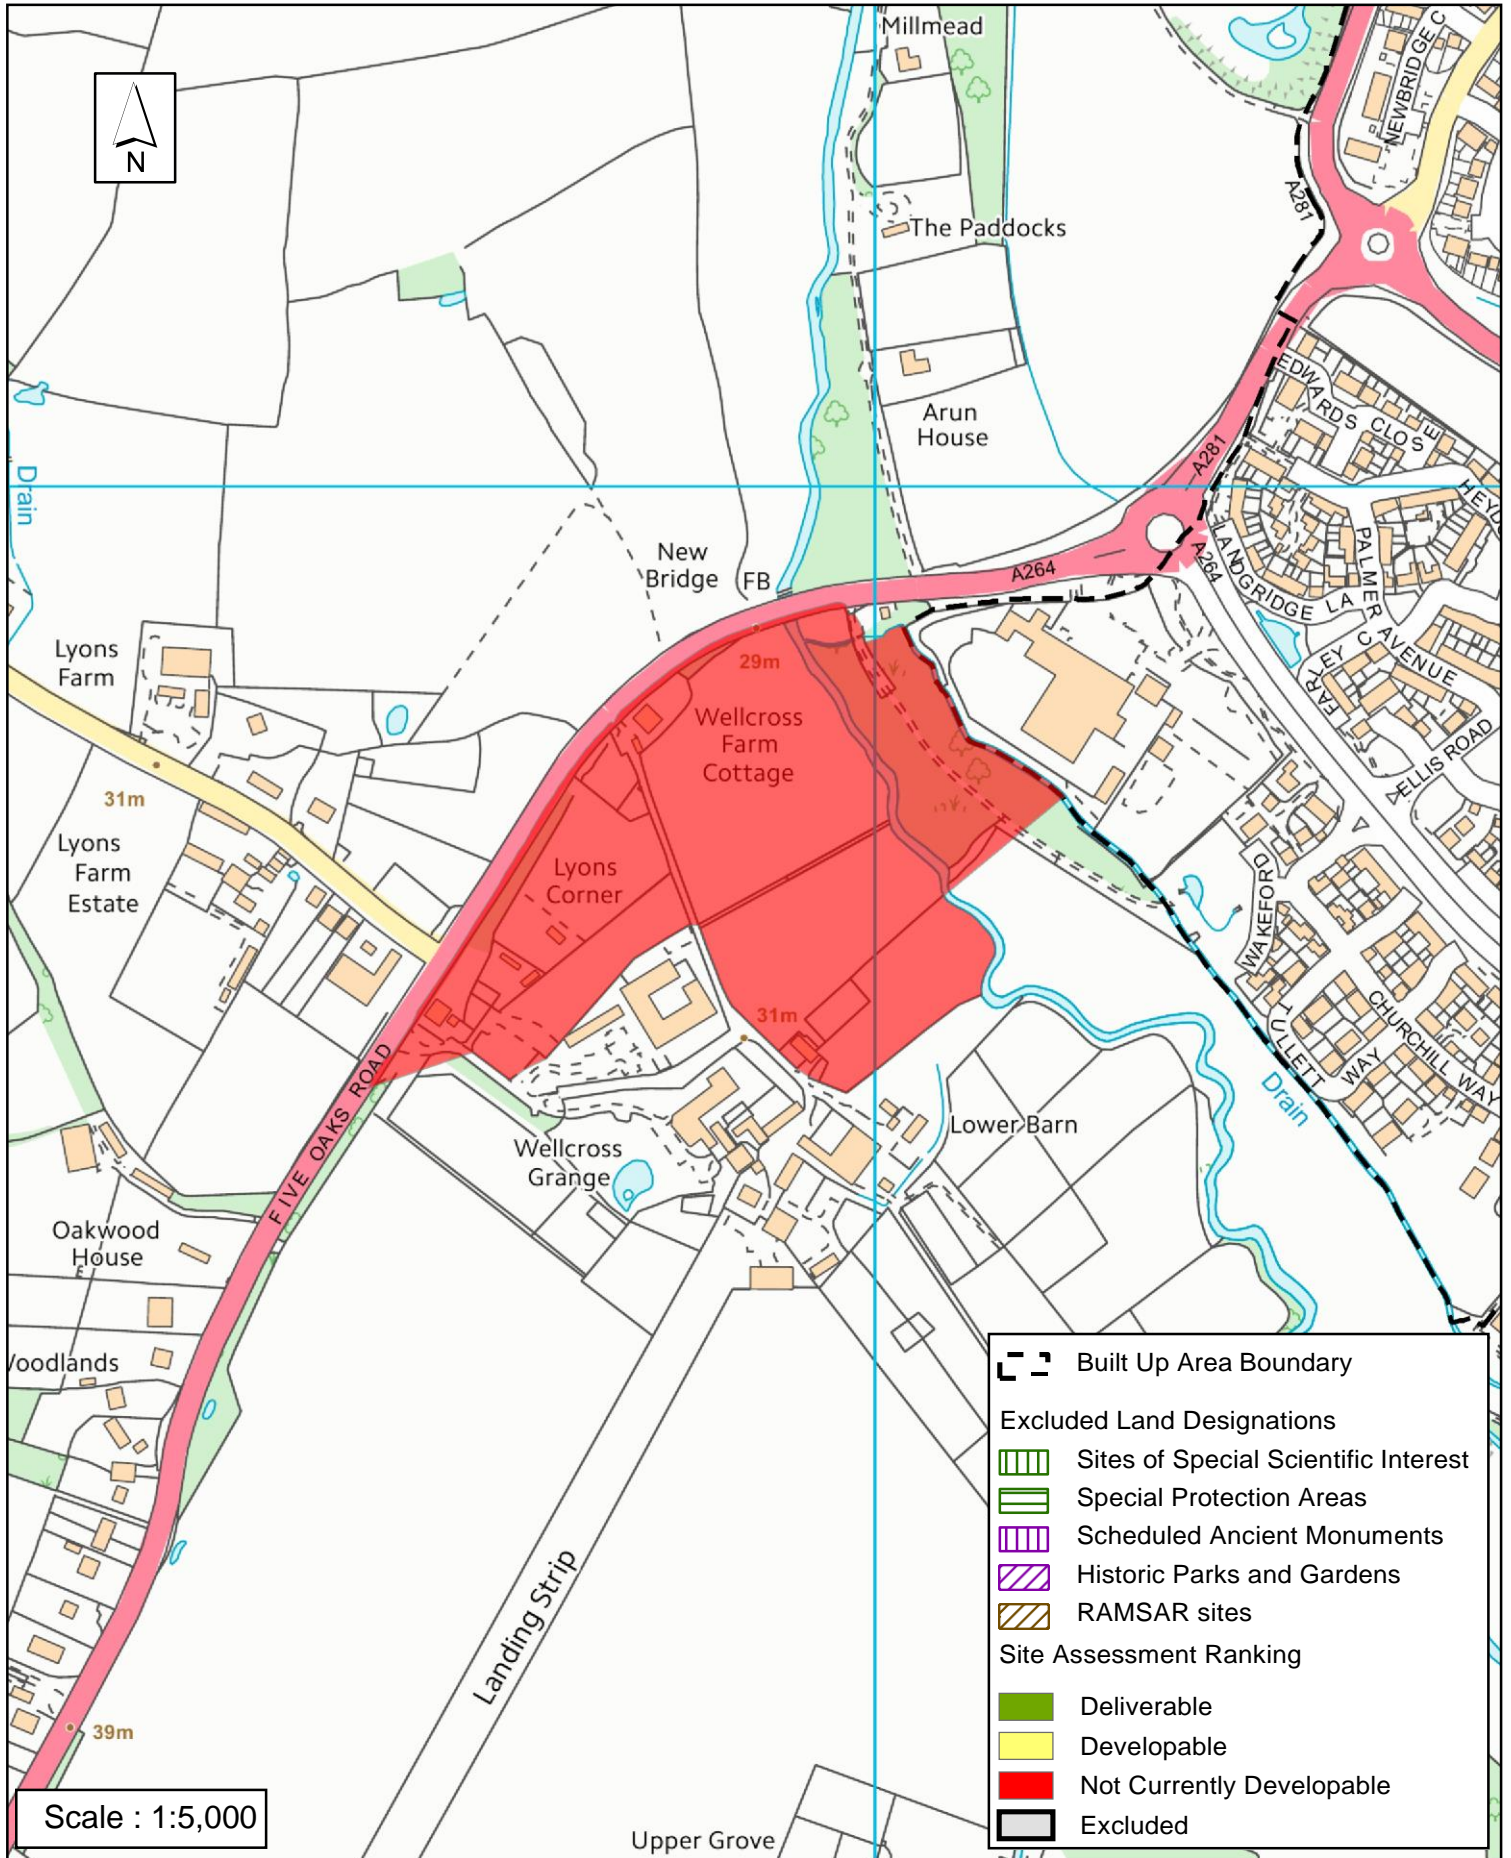 Millmead
NEWBRIDGE C
N
A281
The Paddocks
EDWARDS CLOSE
Arun
House
A281
HEYD
Drain
PALMER AVENUE
LANDGRIDGE LA
A264
New
Bridge
FB
A264
FARLEY C
Lyons
Farm
29m
Wellcross
Farm
Cottage
ELLIS ROAD
31m
Lyons
Farm
Estate
Lyons
Corner
WAKEFORD
31m
CHURCHILL WAY
TULLETT WAY
Drain
FIVE OAKS ROAD
Lower Barn
Wellcross
Grange
Oakwood
House
Woodlands
Landing Strip
39m
Upper Grove
Scale : 1:5,000
Built Up Area Boundary
Excluded Land Designations
Sites of Special Scientific Interest
Special Protection Areas
Scheduled Ancient Monuments
Historic Parks and Gardens
RAMSAR sites
Site Assessment Ranking
Deliverable
Developable
Not Currently Developable
Excluded